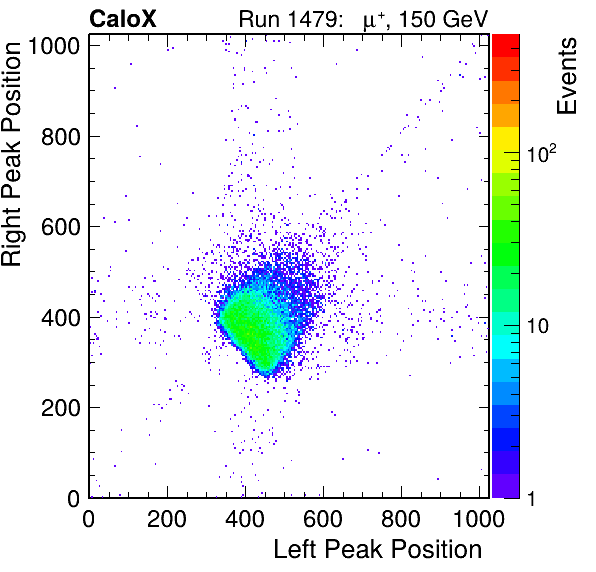 CaloX Run 1479: μ⁺, 150 GeV
Right Peak Position
1000
800
600
400
200
0
0 200 400 600 800 1000
Left Peak Position
Events
10²
10
1